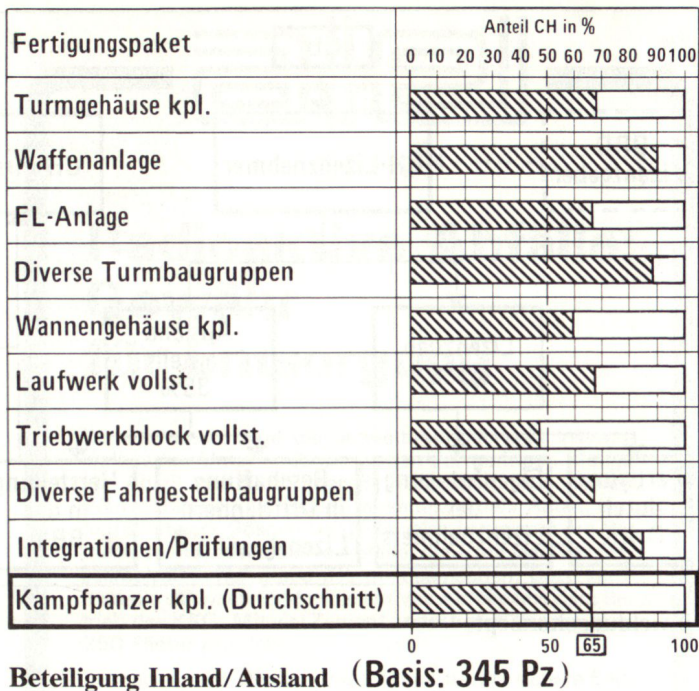 Anteil CH in %
Fertigungspaket
0 10 20 30 40 50 60 70 80 90 100
Turmgehäuse kpl.
Waffenanlage
FL-Anlage
Diverse Turmbaugruppen
Wannengehäuse kpl.
Laufwerk vollst.
Triebwerkblock vollst.
Diverse Fahrgestellbaugruppen
Integrationen/Prüfungen
Kampfpanzer kpl. (Durchschnitt)
0 50 65 100
Beteiligung Inland/Ausland (Basis: 345 Pz)